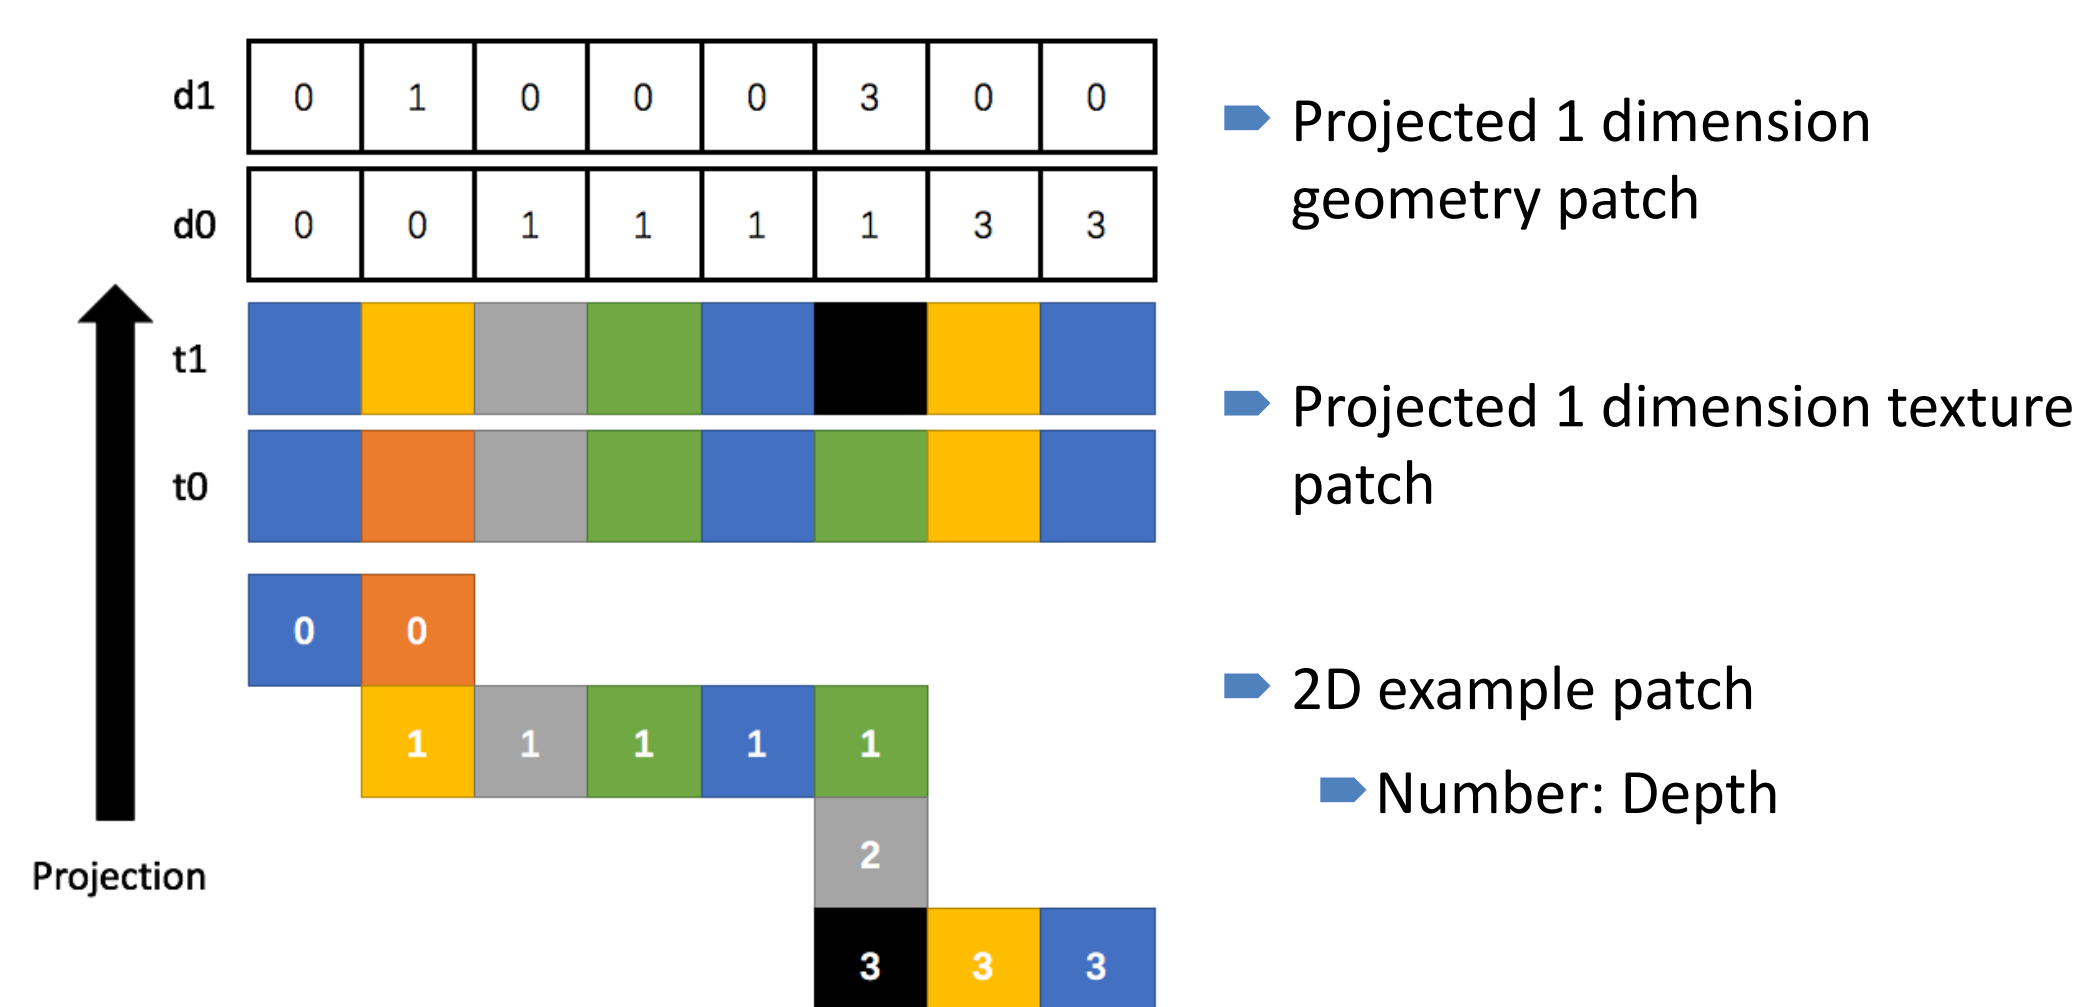 d1 0 1 0 0 0 3 0 0
d0 0 0 1 1 1 1 3 3
t1
t0
0 0
1 1 1 1 1
2
3 3 3
Projection
Projected 1 dimension
geometry patch
Projected 1 dimension texture
patch
2D example patch
Number: Depth